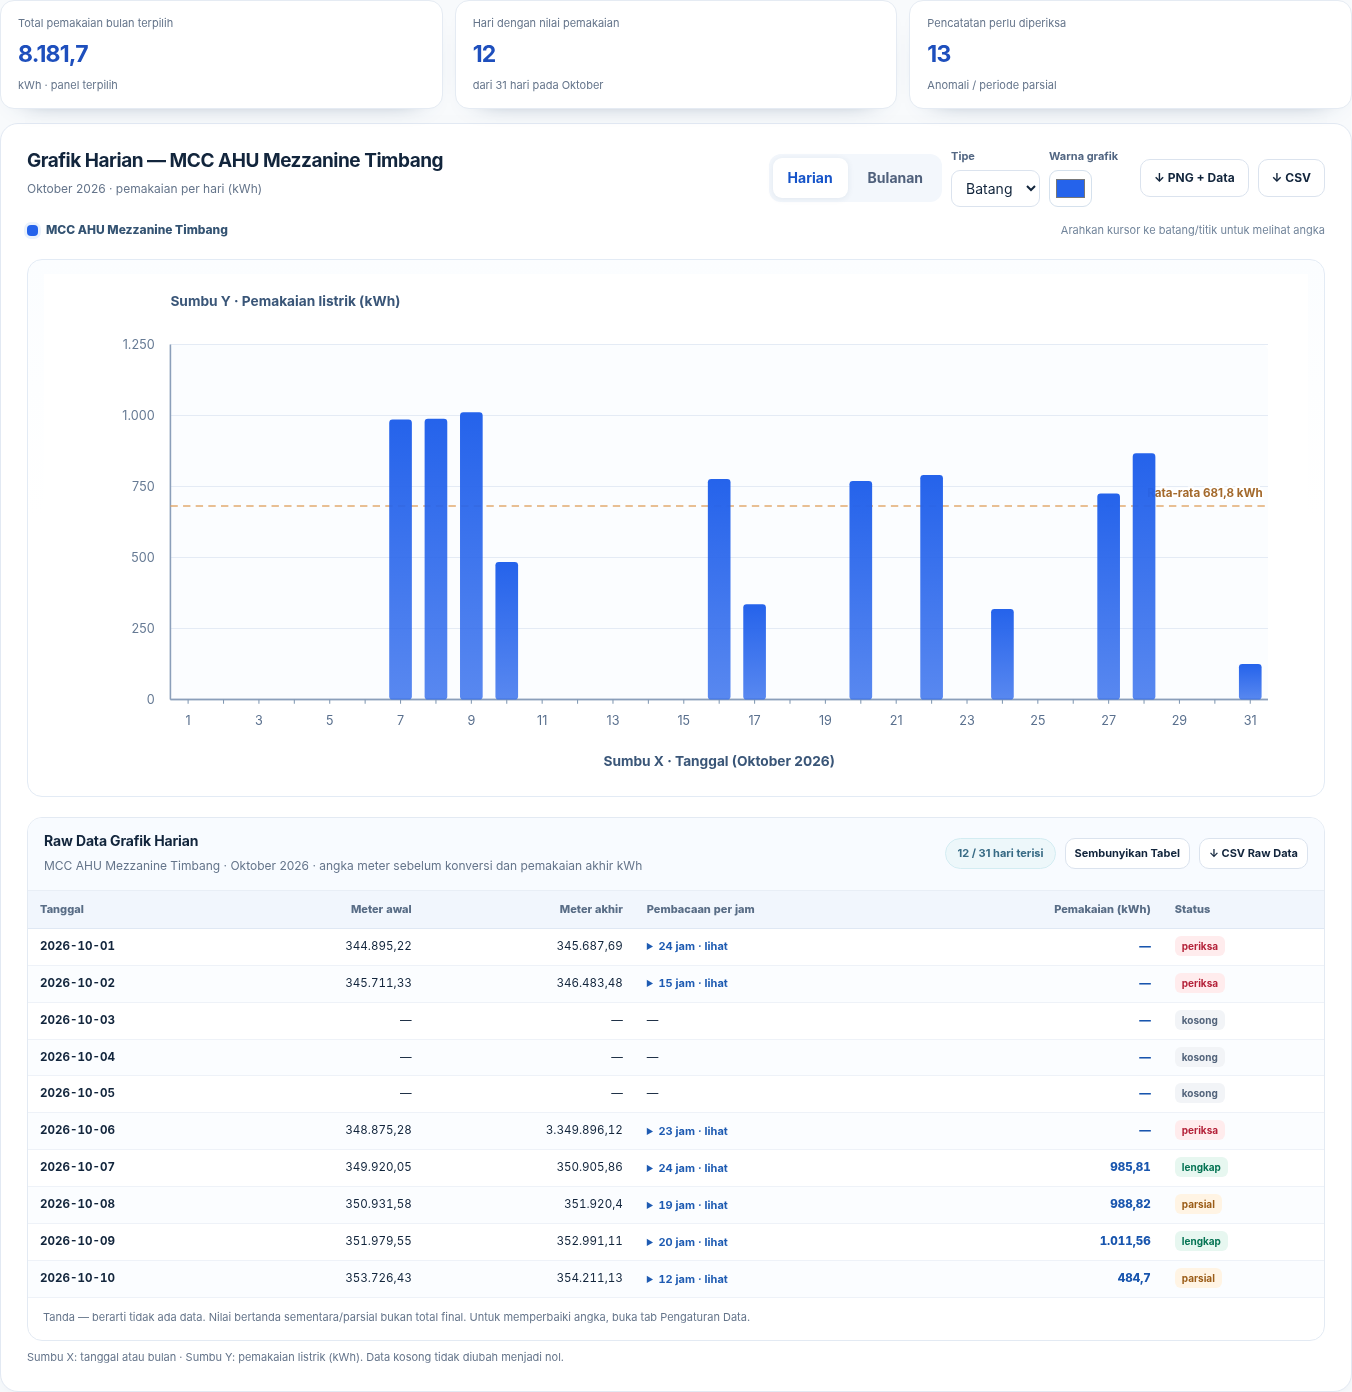 Total pemakaian bulan terpilih
8.181,7
kWh · panel terpilih
Hari dengan nilai pemakaian
12
dari 31 hari pada Oktober
Pencatatan perlu diperiksa
13
Anomali / periode parsial
Grafik Harian — MCC AHU Mezzanine Timbang
Oktober 2026 · pemakaian per hari (kWh)
Harian
Bulanan
Tipe
Batang
Warna grafik
↓ PNG + Data
↓ CSV
MCC AHU Mezzanine Timbang
Arahkan kursor ke batang/titik untuk melihat angka
Sumbu Y · Pemakaian listrik (kWh)
1.250
1.000
750
500
250
0
ata-rata 681,8 kWh
1 3 5 7 9 11 13 15 17 19 21 23 25 27 29 31
Sumbu X · Tanggal (Oktober 2026)
Raw Data Grafik Harian
MCC AHU Mezzanine Timbang · Oktober 2026 · angka meter sebelum konversi dan pemakaian akhir kWh
12 / 31 hari terisi
Sembunyikan Tabel
↓ CSV Raw Data
Tanggal Meter awal Meter akhir Pembacaan per jam Pemakaian (kWh) Status
2026-10-01 344.895,22 345.687,69 ▶ 24 jam · lihat — periksa
2026-10-02 345.711,33 346.483,48 ▶ 15 jam · lihat — periksa
2026-10-03 — — — — kosong
2026-10-04 — — — — kosong
2026-10-05 — — — — kosong
2026-10-06 348.875,28 3.349.896,12 ▶ 23 jam · lihat — periksa
2026-10-07 349.920,05 350.905,86 ▶ 24 jam · lihat 985,81 lengkap
2026-10-08 350.931,58 351.920,4 ▶ 19 jam · lihat 988,82 parsial
2026-10-09 351.979,55 352.991,11 ▶ 20 jam · lihat 1.011,56 lengkap
2026-10-10 353.726,43 354.211,13 ▶ 12 jam · lihat 484,7 parsial
Tanda — berarti tidak ada data. Nilai bertanda sementara/parsial bukan total final. Untuk memperbaiki angka, buka tab Pengaturan Data.
Sumbu X: tanggal atau bulan · Sumbu Y: pemakaian listrik (kWh). Data kosong tidak diubah menjadi nol.